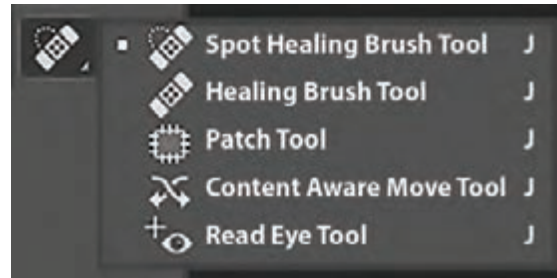 Spot Healing Brush Tool J
Healing Brush Tool J
Patch Tool J
Content Aware Move Tool J
Read Eye Tool J